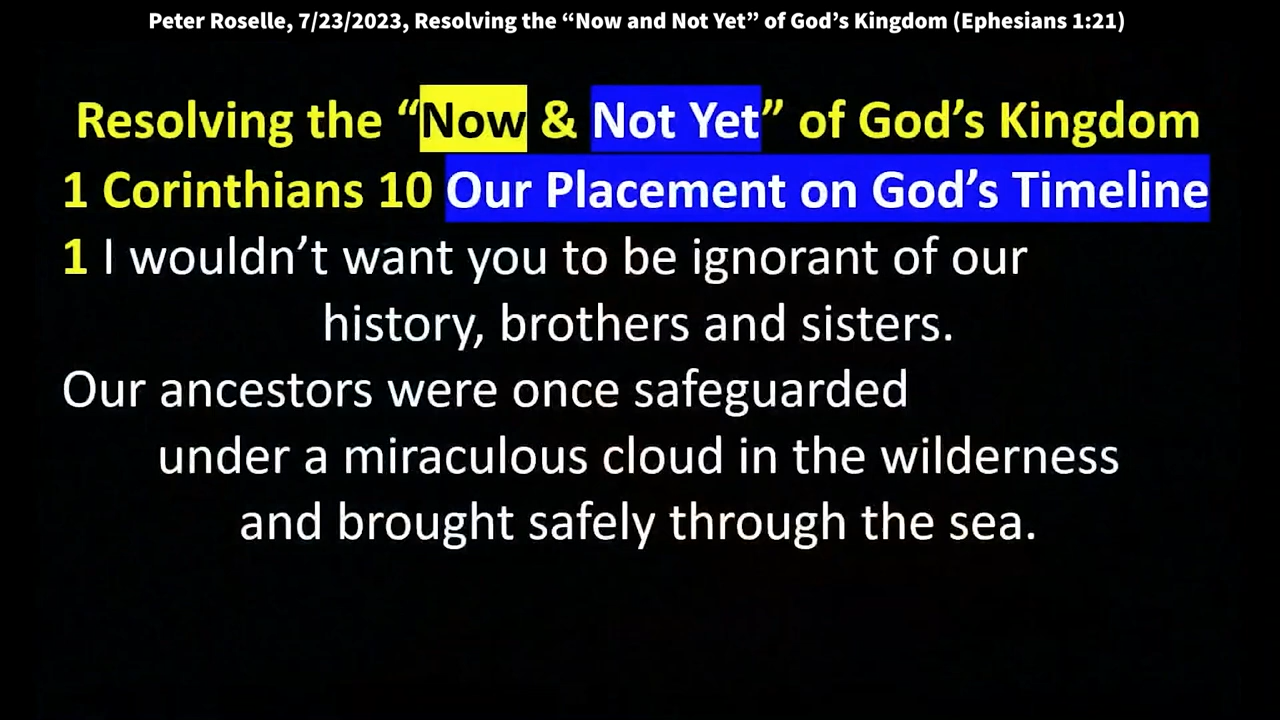 Peter Roselle, 7/23/2023, Resolving the “Now and Not Yet” of God’s Kingdom (Ephesians 1:21)
Resolving the “Now & Not Yet” of God’s Kingdom
1 Corinthians 10 Our Placement on God’s Timeline
1 I wouldn’t want you to be ignorant of our
history, brothers and sisters.
Our ancestors were once safeguarded
under a miraculous cloud in the wilderness
and brought safely through the sea.